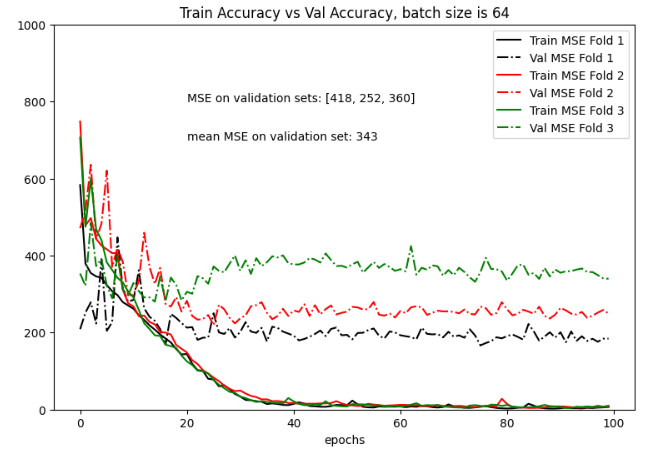 Train Accuracy vs Val Accuracy, batch size is 64
1000
800
600
400
200
0
MSE on validation sets: [418, 252, 360]
mean MSE on validation set: 343
Train MSE Fold 1
Val MSE Fold 1
Train MSE Fold 2
Val MSE Fold 2
Train MSE Fold 3
Val MSE Fold 3
0 20 40 60 80 100
epochs